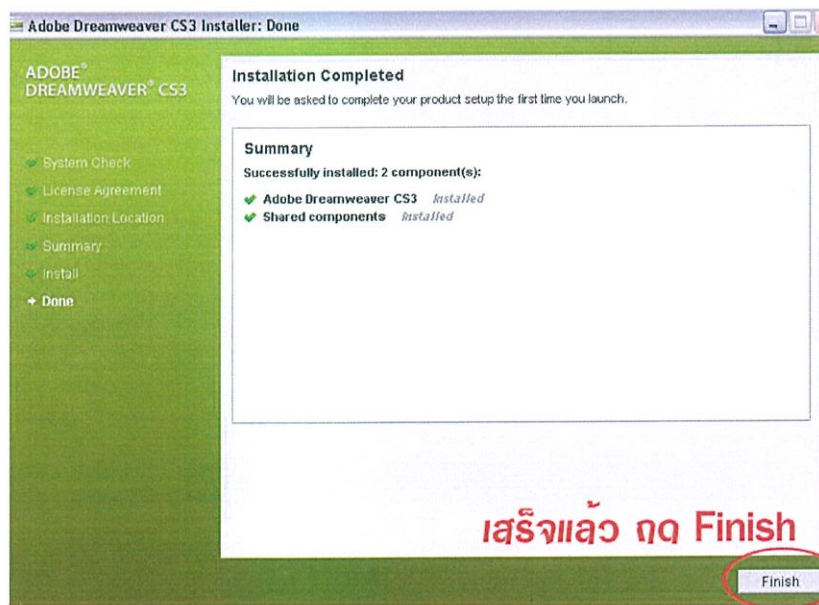 Adobe Dreamweaver CS3 Installer: Done
ADOBE®
DREAMWEAVER® CS3
System Check
License Agreement
Installation Location
Summary
Install
Done
Installation Completed
You will be asked to complete your product setup the first time you launch.
Summary
Successfully installed: 2 component(s):
Adobe Dreamweaver CS3 Installed
Shared components Installed
เสร็จแล้ว กด Finish
Finish